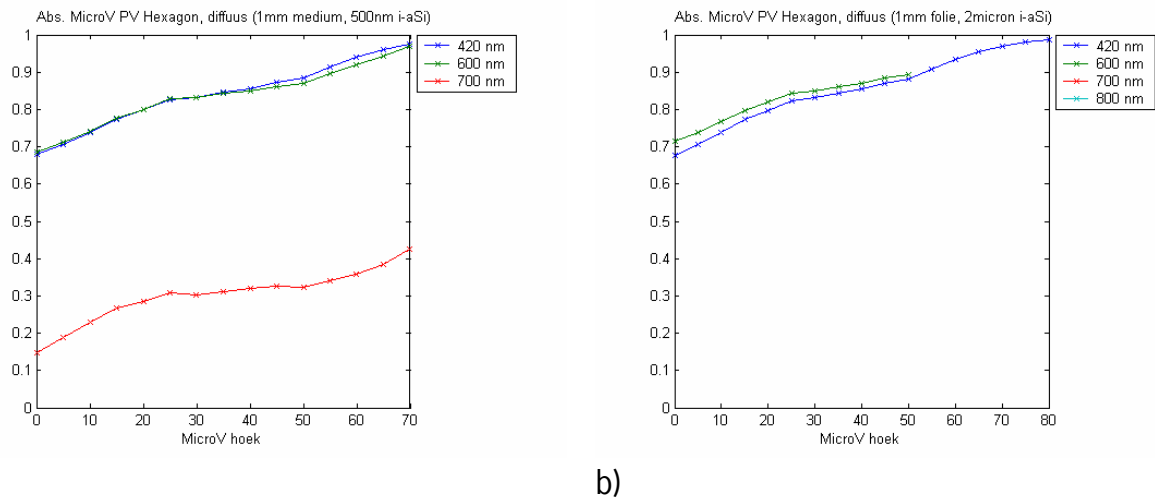 Abs. MicroV PV Hexagon, diffuus (1mm medium, 500nm i-aSi)
1
0.9
0.8
0.7
0.6
0.5
0.4
0.3
0.2
0.1
0
0 10 20 30 40 50 60 70
MicroV hoek
420 nm
600 nm
700 nm
Abs. MicroV PV Hexagon, diffuus (1mm folie, 2micron i-aSi)
1
0.9
0.8
0.7
0.6
0.5
0.4
0.3
0.2
0.1
0
0 10 20 30 40 50 60 70 80
MicroV hoek
420 nm
600 nm
700 nm
800 nm
b)